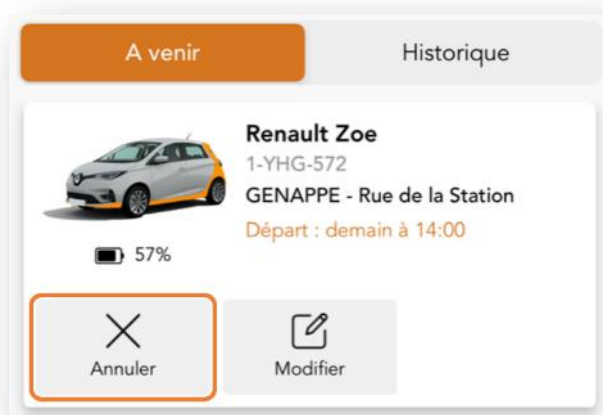 A venir
Historique
Renault Zoe
1-YHG-572
GENAPPE - Rue de la Station
Départ : demain à 14:00
57%
Annuler
Modifier